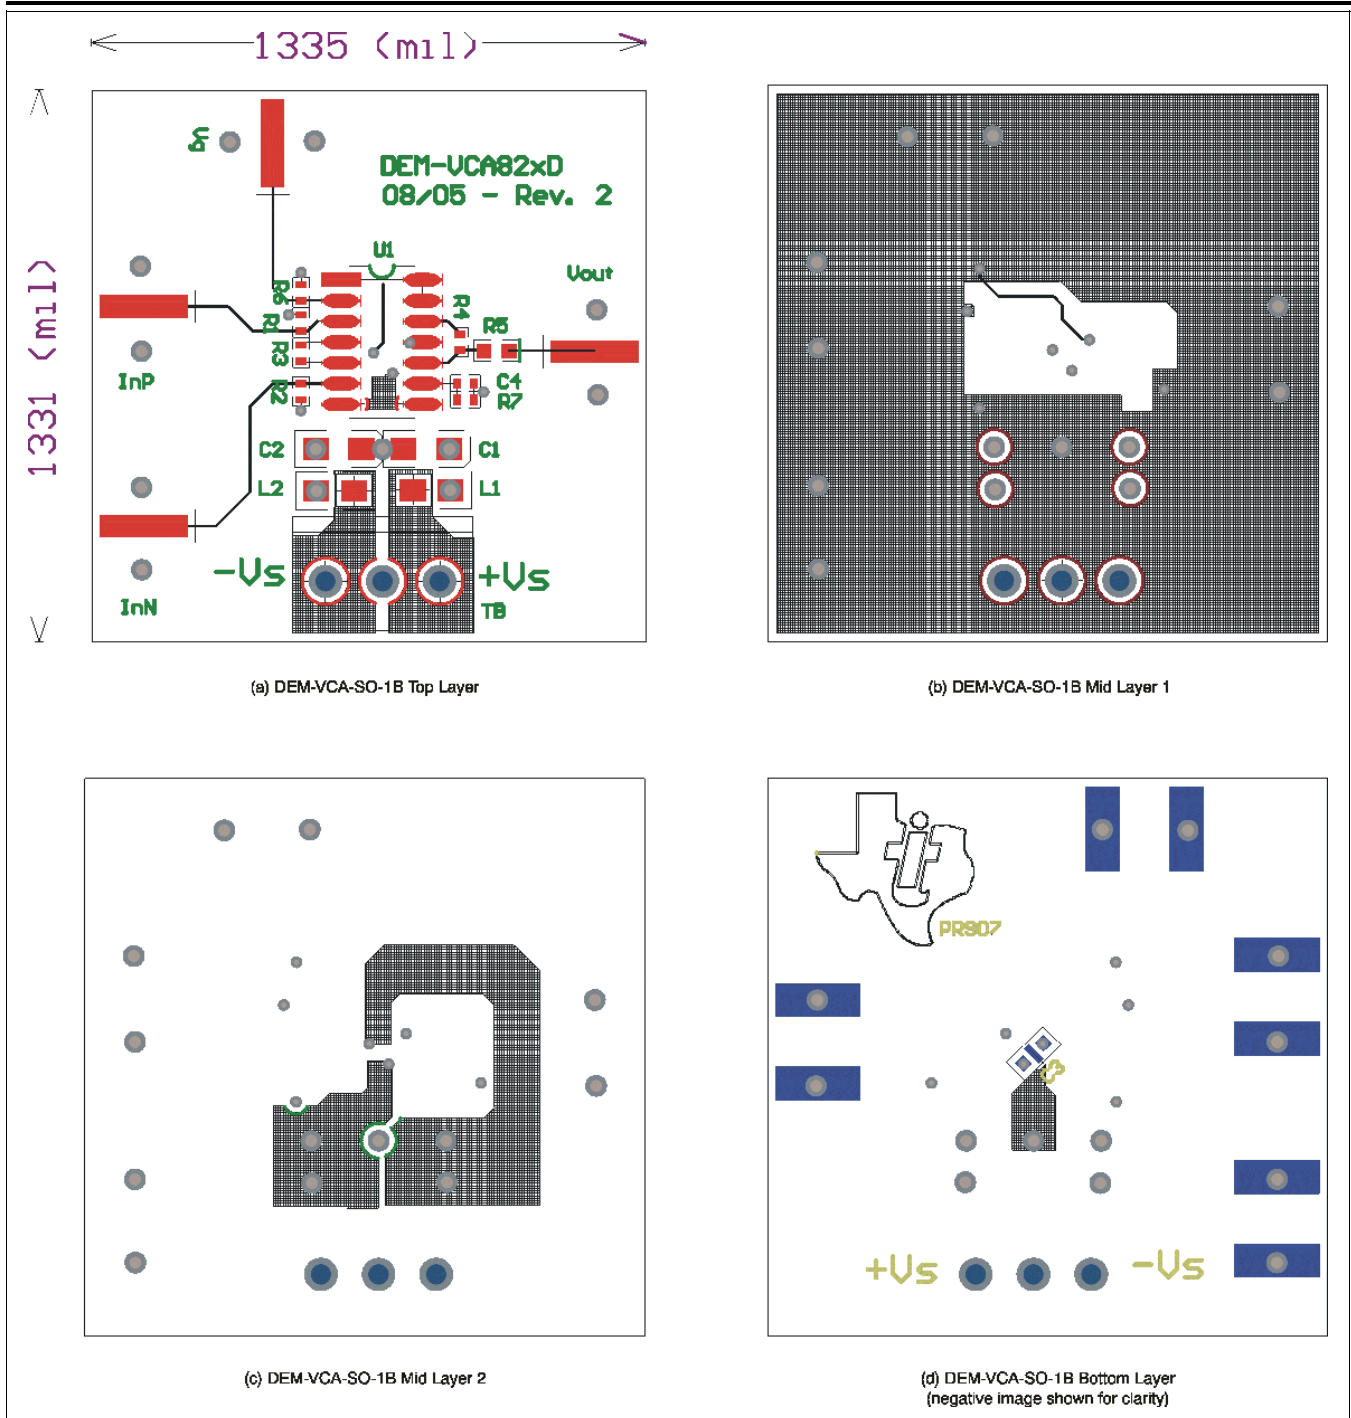 1335 (mil)
1331 (mil)
Vg
DEM-VCA82xD
08/05 - Rev. 2
U1
Vout
R6
R4
R1
R5
R3
InP
C4
R2
R7
C2
C1
L2
L1
-Vs
+Vs
TB
InN
(a) DEM-VCA-SO-1B Top Layer
(b) DEM-VCA-SO-1B Mid Layer 1
PR907
C3
+Vs
-Vs
(c) DEM-VCA-SO-1B Mid Layer 2
(d) DEM-VCA-SO-1B Bottom Layer
(negative image shown for clarity)